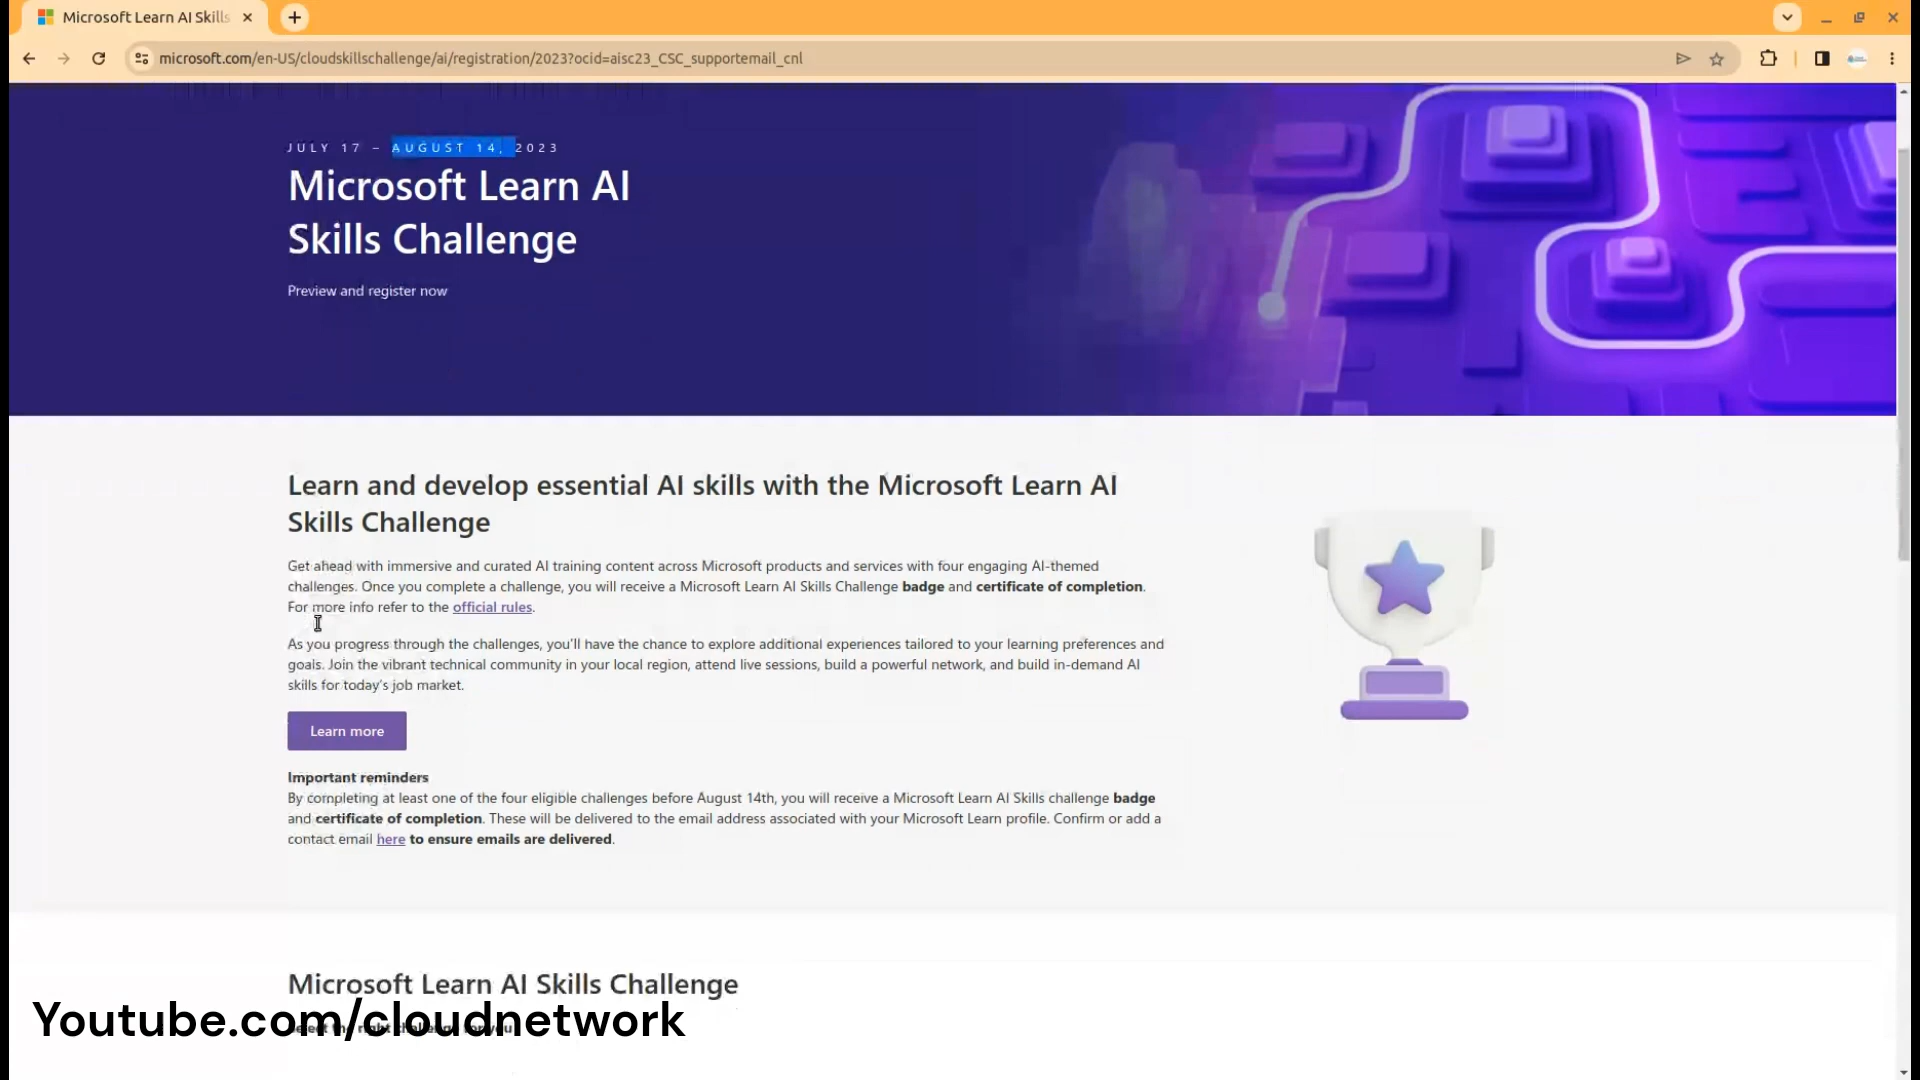 Microsoft Learn AI Skills
microsoft.com/en-US/cloudskillschallenge/ai/registration/2023?ocid=aisc23_CSC_supportemail_cnl
JULY 17 – AUGUST 14, 2023
Microsoft Learn AI
Skills Challenge
Preview and register now
Learn and develop essential AI skills with the Microsoft Learn AI
Skills Challenge
Get ahead with immersive and curated AI training content across Microsoft products and services with four engaging AI-themed
challenges. Once you complete a challenge, you will receive a Microsoft Learn AI Skills Challenge badge and certificate of completion.
For more info refer to the official rules.
As you progress through the challenges, you'll have the chance to explore additional experiences tailored to your learning preferences and
goals. Join the vibrant technical community in your local region, attend live sessions, build a powerful network, and build in-demand AI
skills for today's job market.
Learn more
Important reminders
By completing at least one of the four eligible challenges before August 14th, you will receive a Microsoft Learn AI Skills challenge badge
and certificate of completion. These will be delivered to the email address associated with your Microsoft Learn profile. Confirm or add a
contact email here to ensure emails are delivered.
Microsoft Learn AI Skills Challenge
Youtube.com/cloudnetwork